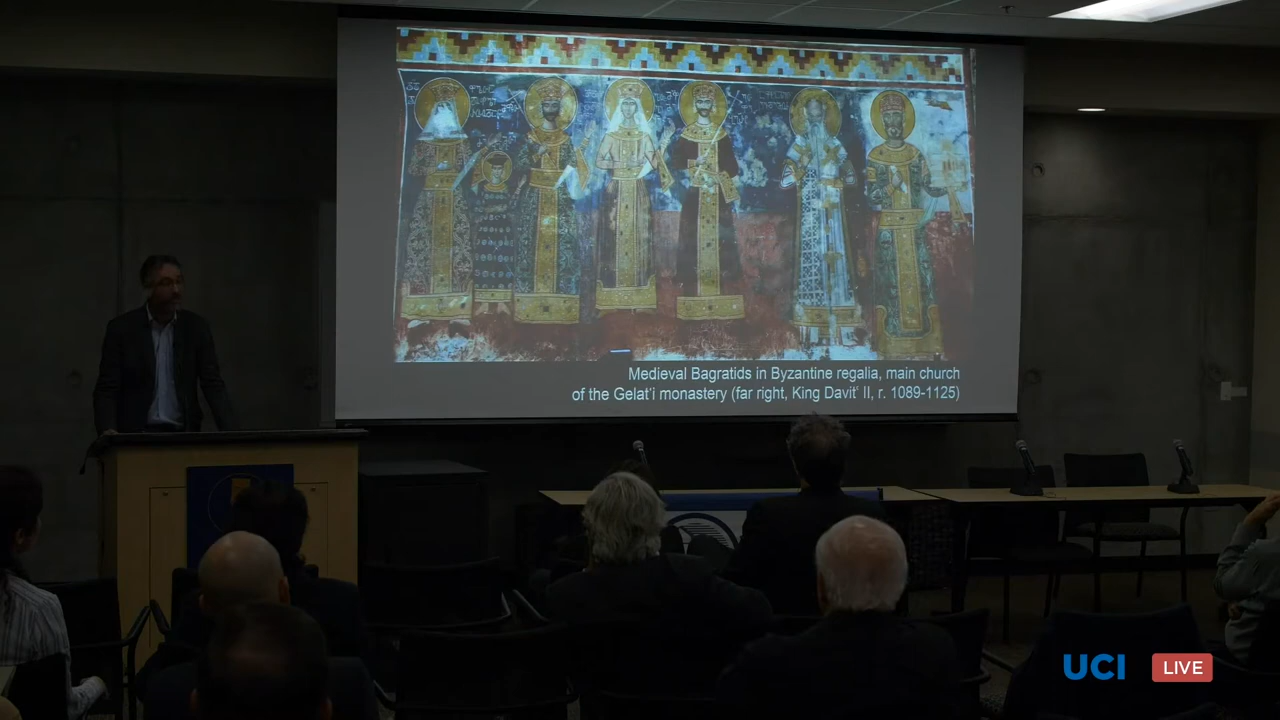 Medieval Bagratids in Byzantine regalia, main church
of the Gelat‘i monastery (far right, King Davit‘ II, r. 1089-1125)
UCI LIVE